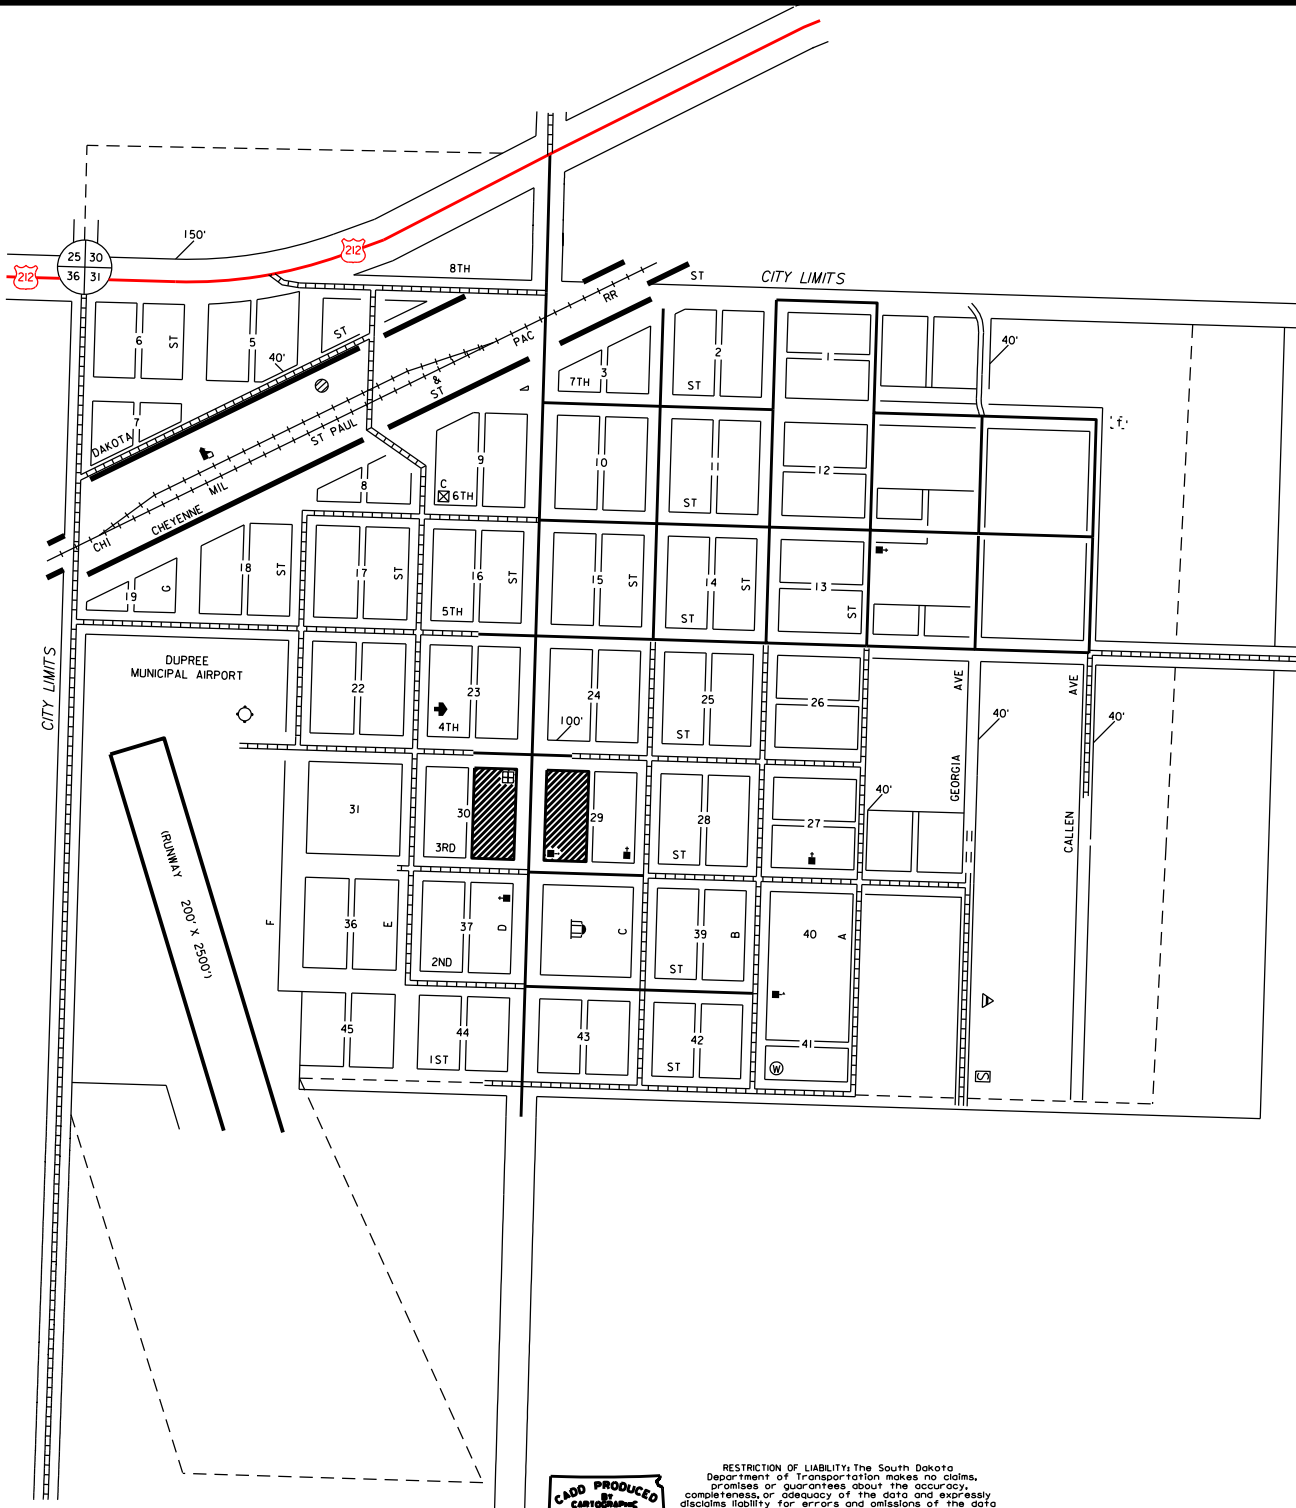 150'
25 30
36 31
212
212
8TH
ST
CITY LIMITS
RR
PAC
&
ST
ST PAUL
MIL
CHI
CHEYENNE
DAKOTA
ST
40'
6
ST
5
7
3
7TH
2
ST
1
40'
8
9
C
6TH
10
11
ST
12
19
G
18
ST
17
ST
16
ST
5TH
15
ST
14
ST
ST
13
ST
CITY LIMITS
DUPREE
MUNICIPAL AIRPORT
22
23
4TH
24
100'
25
ST
26
AVE
GEORGIA
40'
AVE
CALLEN
40'
31
30
3RD
29
28
ST
27
40'
(RUNWAY 200' X 2500')
F
36
E
37
2ND
D
C
39
ST
B
40
A
45
44
1ST
43
42
ST
41
W
S
CADD PRODUCED
BY
CARTOGRAPHIC
RESTRICTION OF LIABILITY: The South Dakota
Department of Transportation makes no claims,
promises or guarantees about the accuracy,
completeness, or adequacy of the data and expressly
disclaims liability for errors and omissions of the data